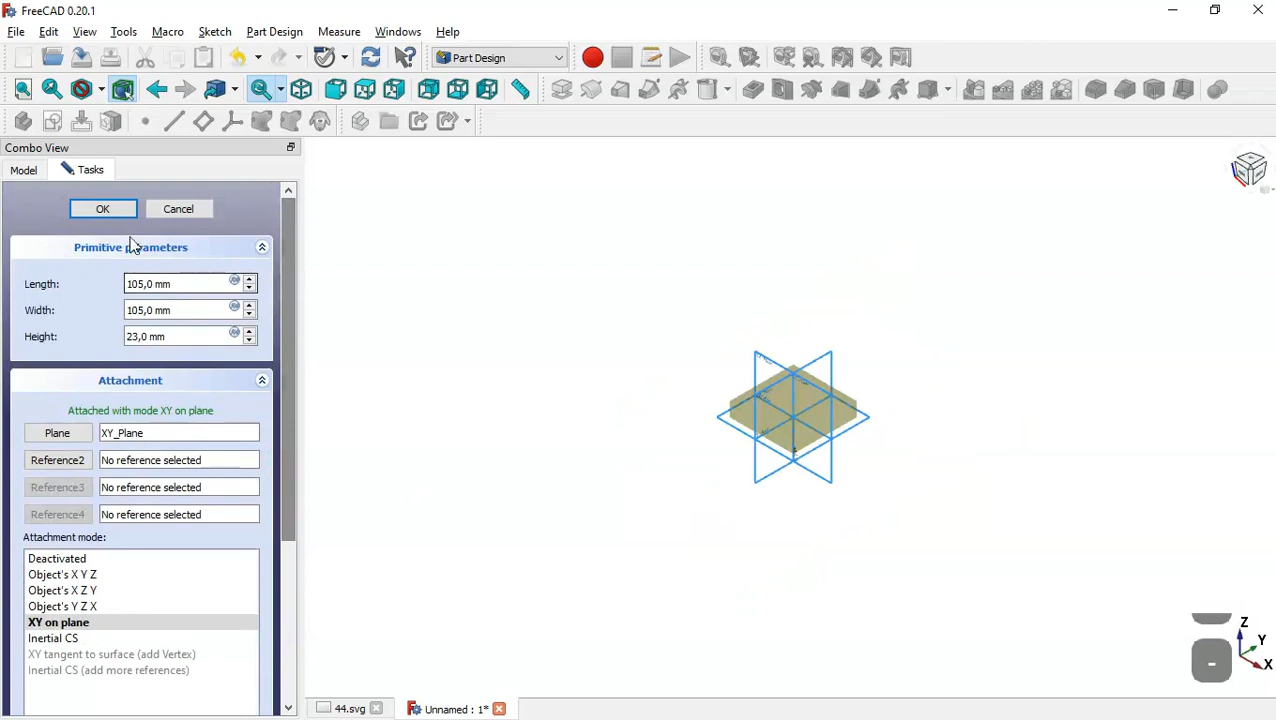 FreeCAD 0.20.1
File Edit View Tools Macro Sketch Part Design Measure Windows Help
Part Design
Combo View
Model Tasks
OK Cancel
Primitive parameters
Length: 105,0 mm
Width: 105,0 mm
Height: 23,0 mm
Attachment
Attached with mode XY on plane
Plane XY_Plane
Reference2 No reference selected
Reference3 No reference selected
Reference4 No reference selected
Attachment mode:
Deactivated
Object's X Y Z
Object's X Z Y
Object's Y Z X
XY on plane
Inertial CS
XY tangent to surface (add Vertex)
Inertial CS (add more references)
Z
Y
X
-
44.svg Unnamed : 1*